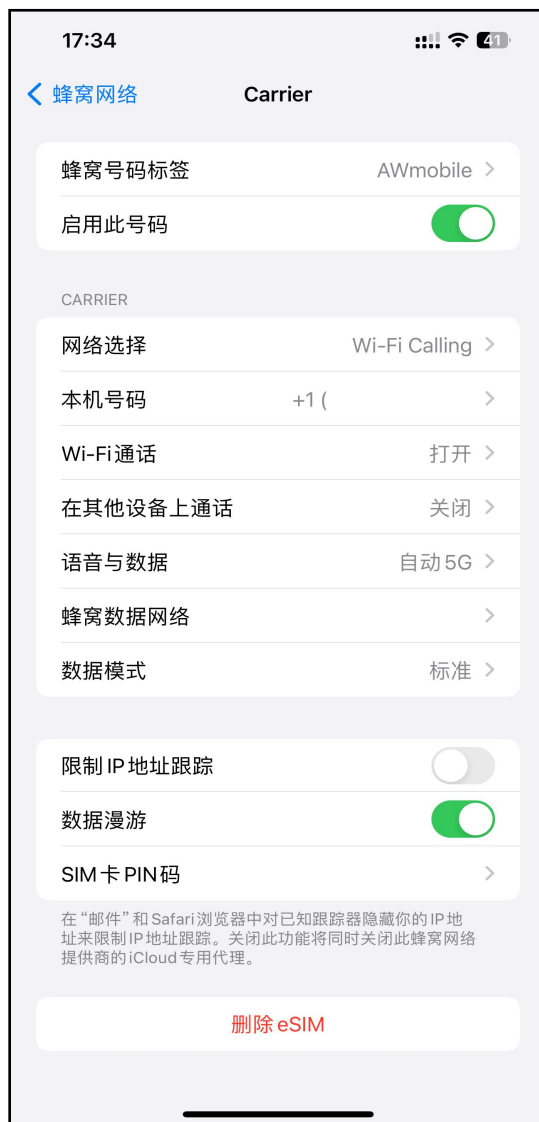 17:34
41
蜂窝网络
Carrier
蜂窝号码标签
AWmobile
启用此号码
CARRIER
网络选择
Wi-Fi Calling
本机号码
+1 (
Wi-Fi通话
打开
在其他设备上通话
关闭
语音与数据
自动5G
蜂窝数据网络
数据模式
标准
限制IP地址跟踪
数据漫游
SIM卡PIN码
在“邮件”和Safari浏览器中对已知跟踪器隐藏你的IP地
址来限制IP地址跟踪。关闭此功能将同时关闭此蜂窝网络
提供商的iCloud专用代理。
删除eSIM